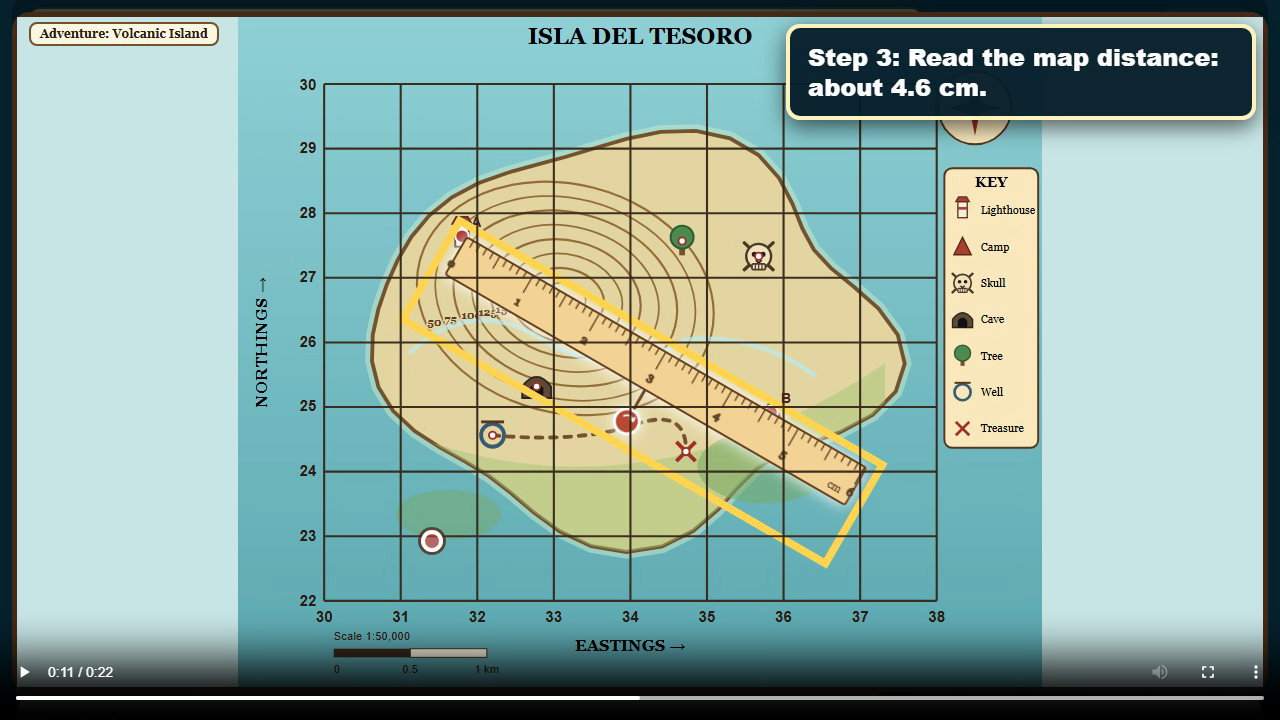 Adventure: Volcanic Island
ISLA DEL TESORO
Step 3: Read the map distance:
about 4.6 cm.
30
29
28
27
26
25
24
23
22
NORTHINGS →
A
B
50 75 100 125
0
1
2
3
4
5
6
cm
KEY
Lighthouse
Camp
Skull
Cave
Tree
Well
Treasure
30 31 32 33 34 35 36 37 38
EASTINGS →
Scale 1:50,000
0 0.5 1 km
0:11 / 0:22